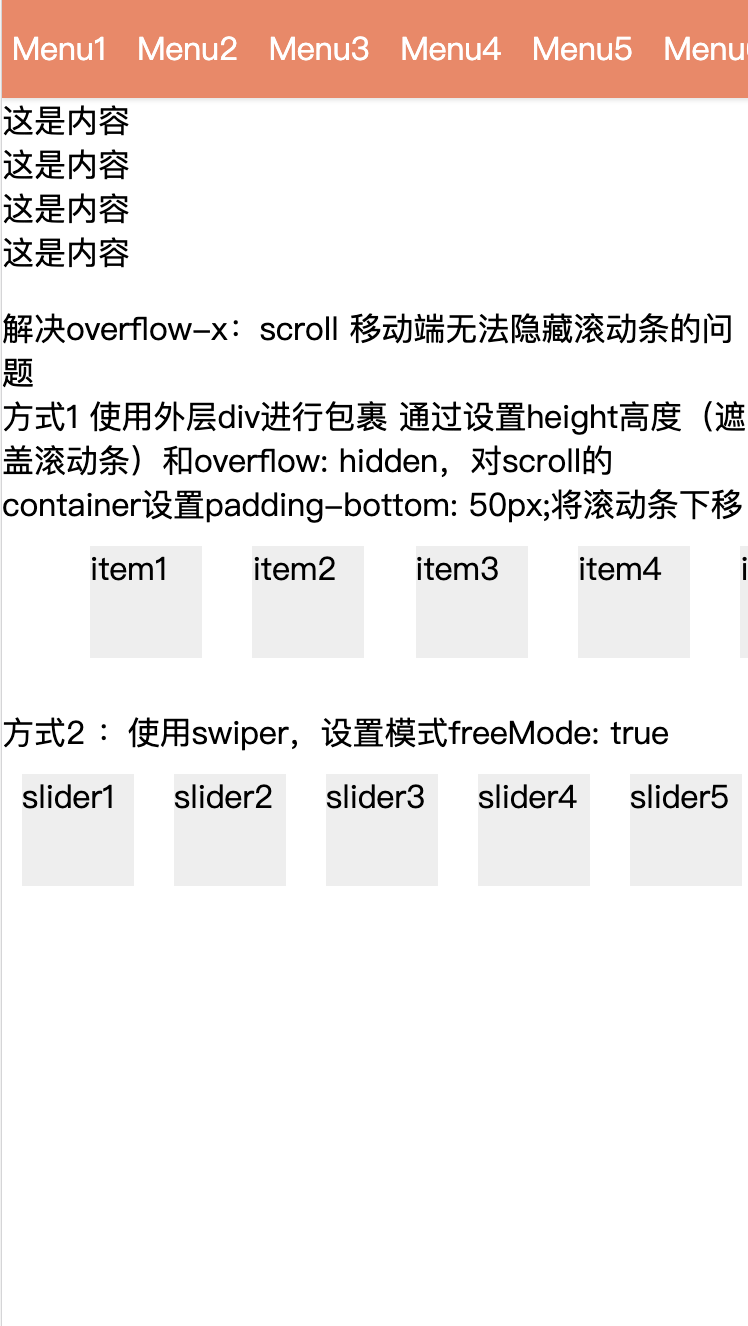 Menu1 Menu2 Menu3 Menu4 Menu5 Menu
这是内容
这是内容
这是内容
这是内容
解决overflow-x：scroll 移动端无法隐藏滚动条的问
题
方式1 使用外层div进行包裹 通过设置height高度（遮
盖滚动条）和overflow: hidden，对scroll的
container设置padding-bottom: 50px;将滚动条下移
item1 item2 item3 item4 i
方式2 ：使用swiper，设置模式freeMode: true
slider1 slider2 slider3 slider4 slider5